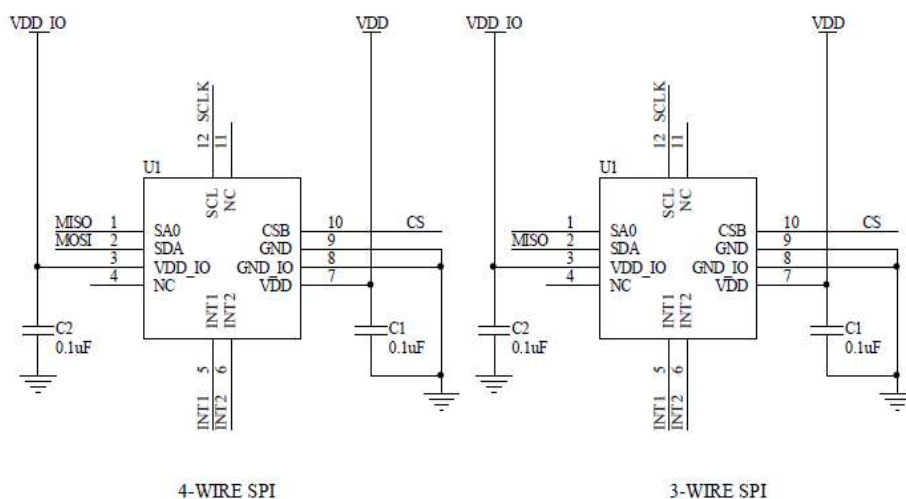 VDD_IO VDD VDD_IO VDD
SCLK SCLK
12 11 12 11
U1 U1
SCL NC SCL NC
MISO 1 SA0 CSB 10 CS 1 SA0 CSB 10 CS
MOSI 2 SDA GND 9 MISO 2 SDA GND 9
3 VDD_IO GND_IO 8 3 VDD_IO GND_IO 8
4 NC VDD 7 4 NC VDD 7
INT1 INT2 INT1 INT2
C2 C1 C2 C1
0.1uF 0.1uF 0.1uF 0.1uF
5 6 5 6
INT1 INT2 INT1 INT2
4-WIRE SPI 3-WIRE SPI